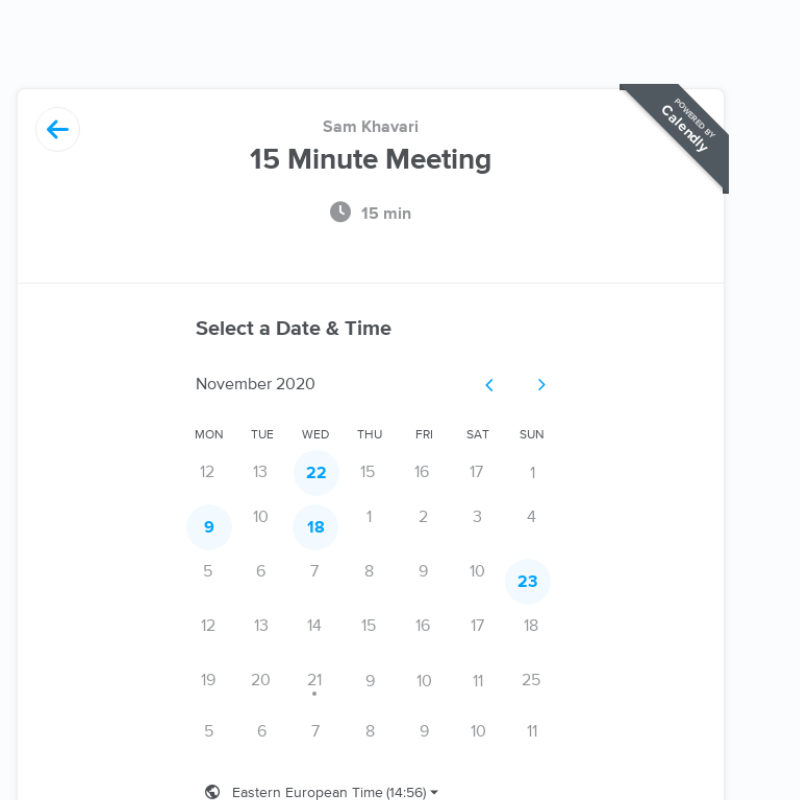 POWERED BY
Calendly
Sam Khavari
15 Minute Meeting
15 min
Select a Date & Time
November 2020
MON TUE WED THU FRI SAT SUN
12 13 22 15 16 17 1
9 10 18 1 2 3 4
5 6 7 8 9 10 23
12 13 14 15 16 17 18
19 20 21 9 10 11 25
5 6 7 8 9 10 11
Eastern European Time (14:56)